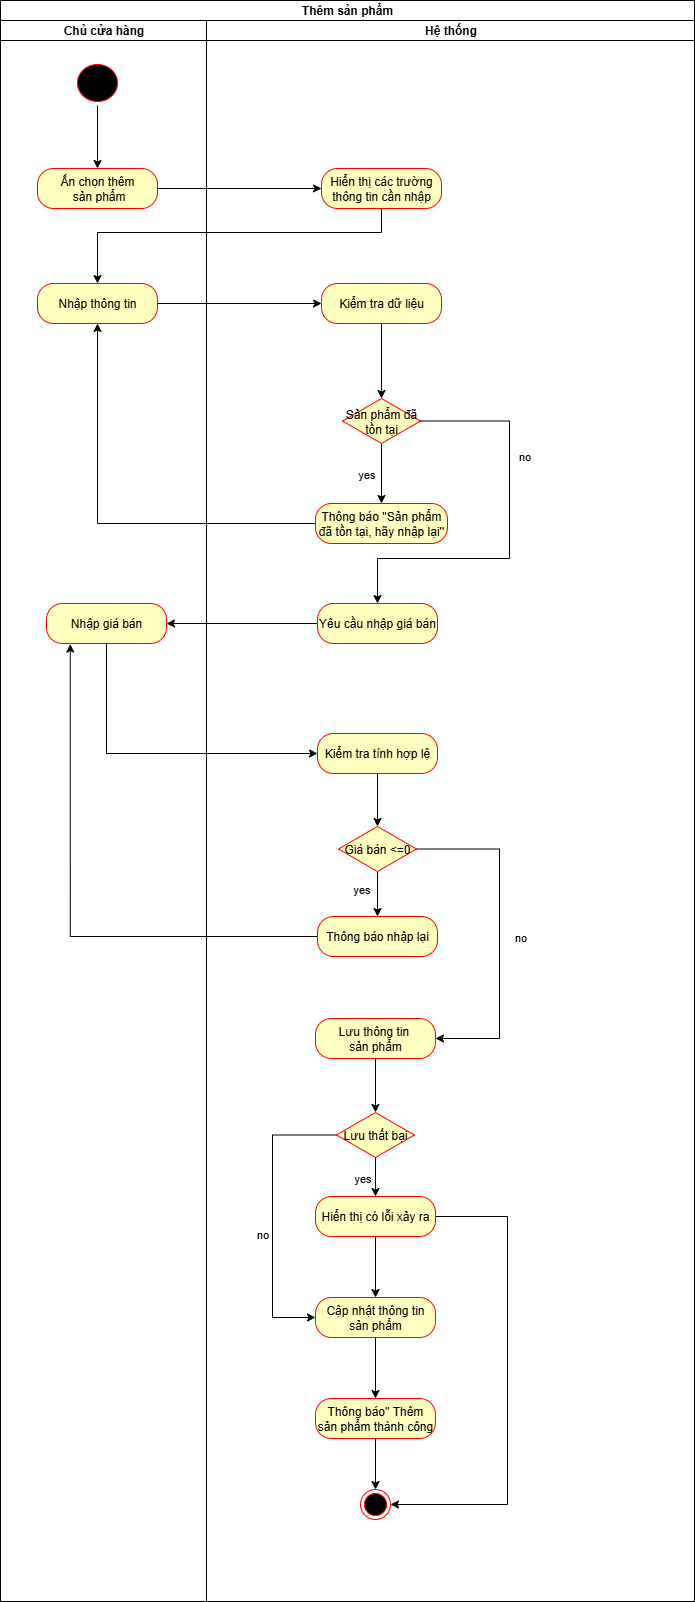 Thêm sản phẩm
Chủ cửa hàng
Hệ thống
Ấn chọn thêm
sản phẩm
Hiển thị các trường
thông tin cần nhập
Nhập thông tin
Kiểm tra dữ liệu
Sản phẩm đã
tồn tại
no
yes
Thông báo "Sản phẩm
đã tồn tại, hãy nhập lại"
Nhập giá bán
Yêu cầu nhập giá bán
Kiểm tra tính hợp lệ
Giá bán <=0
yes
Thông báo nhập lại
no
Lưu thông tin
sản phẩm
Lưu thất bại
yes
Hiển thị có lỗi xảy ra
no
Cập nhật thông tin
sản phẩm
Thông báo" Thêm
sản phẩm thành công